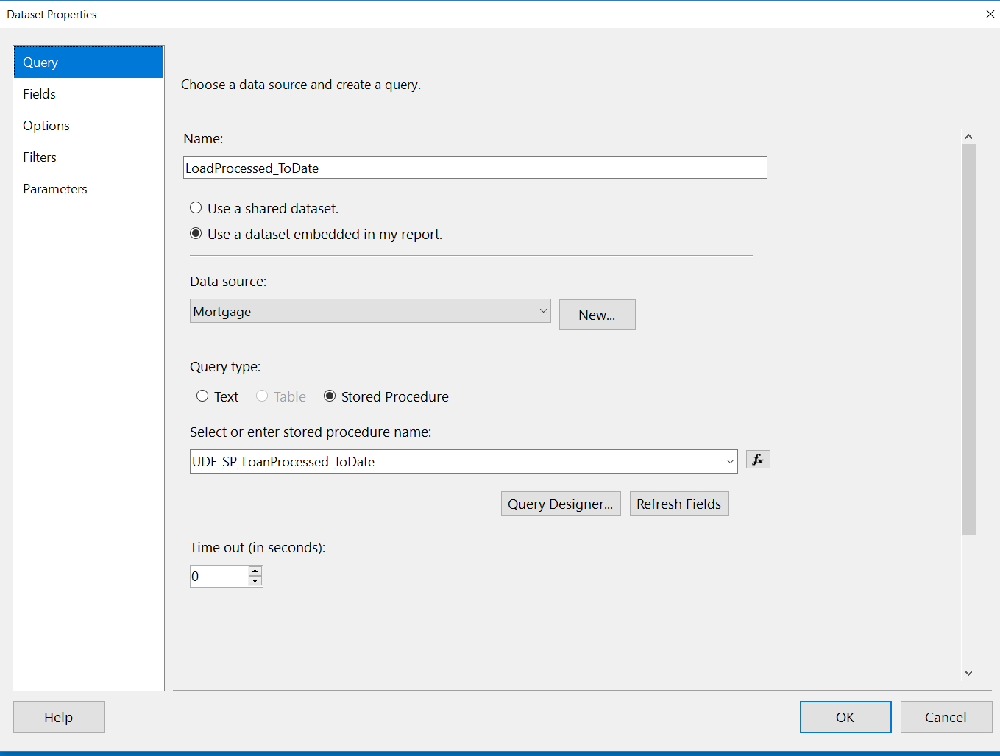 Dataset Properties
Query
Fields
Options
Filters
Parameters
Choose a data source and create a query.
Name:
LoadProcessed_ToDate
Use a shared dataset.
Use a dataset embedded in my report.
Data source:
Mortgage
New...
Query type:
Text Table Stored Procedure
Select or enter stored procedure name:
UDF_SP_LoanProcessed_ToDate
fx
Query Designer... Refresh Fields
Time out (in seconds):
0
Help OK Cancel